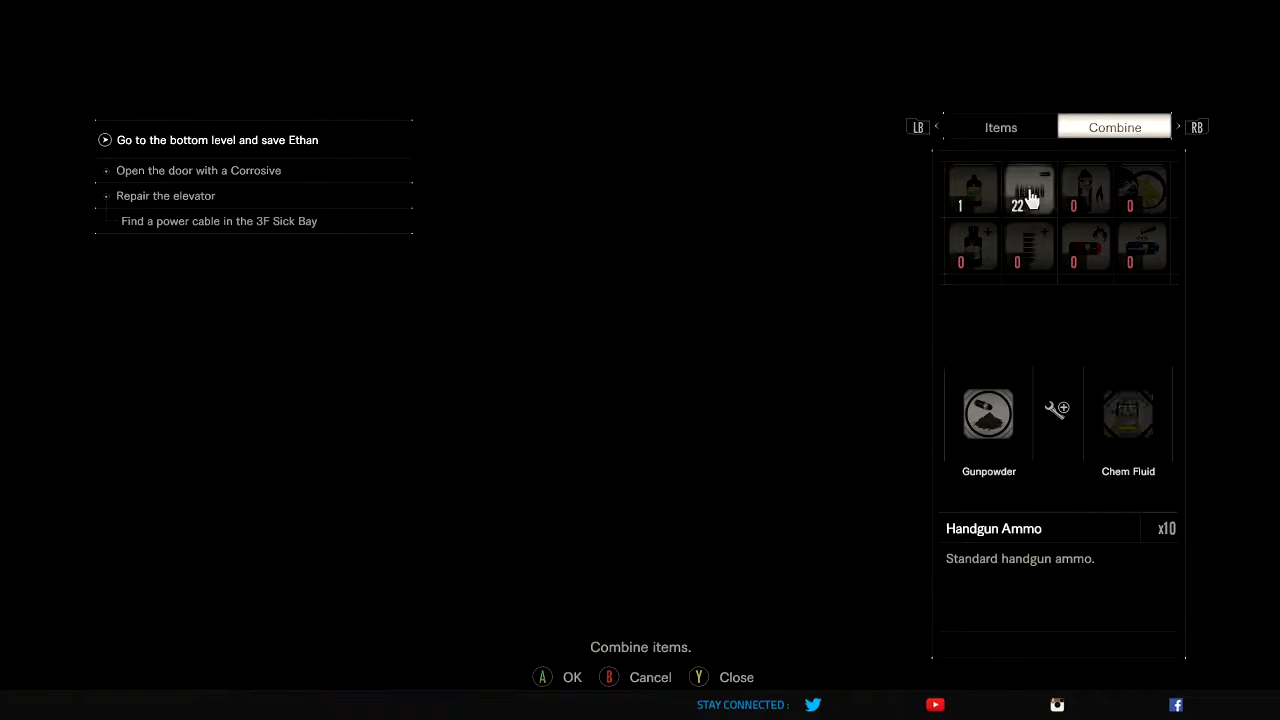 Go to the bottom level and save Ethan
Open the door with a Corrosive
Repair the elevator
Find a power cable in the 3F Sick Bay
LB Items Combine RB
1 22 0 0
0 0 0 0
Gunpowder Chem Fluid
Handgun Ammo x10
Standard handgun ammo.
Combine items.
A OK B Cancel Y Close
STAY CONNECTED :